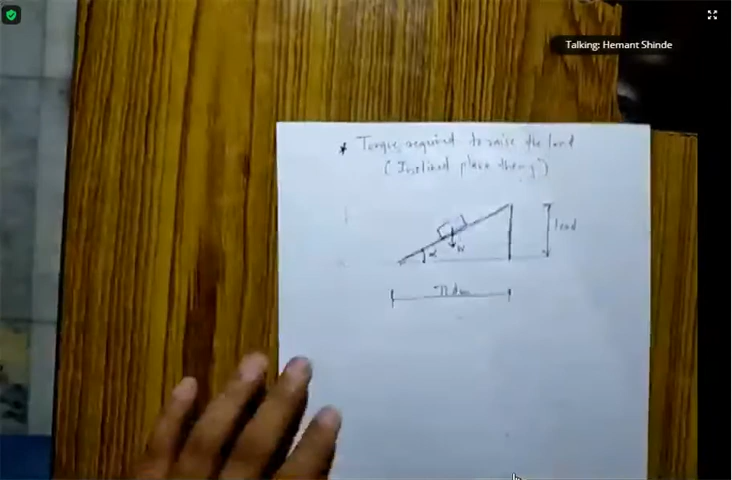 Talking: Hemant Shinde
* Torque required to raise the load
(Inclined plane theory)
lead
α
W
πdm